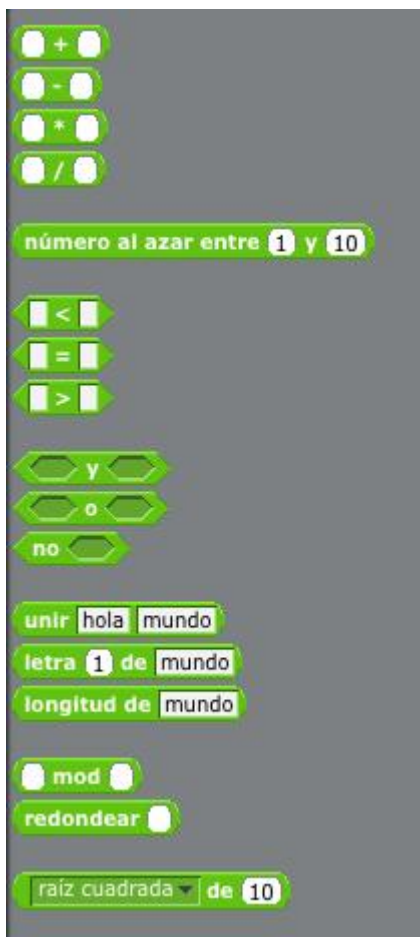 +
-
*
/
número al azar entre 1 y 10
<
=
>
y
o
no
unir hola mundo
letra 1 de mundo
longitud de mundo
mod
redondear
raíz cuadrada de 10